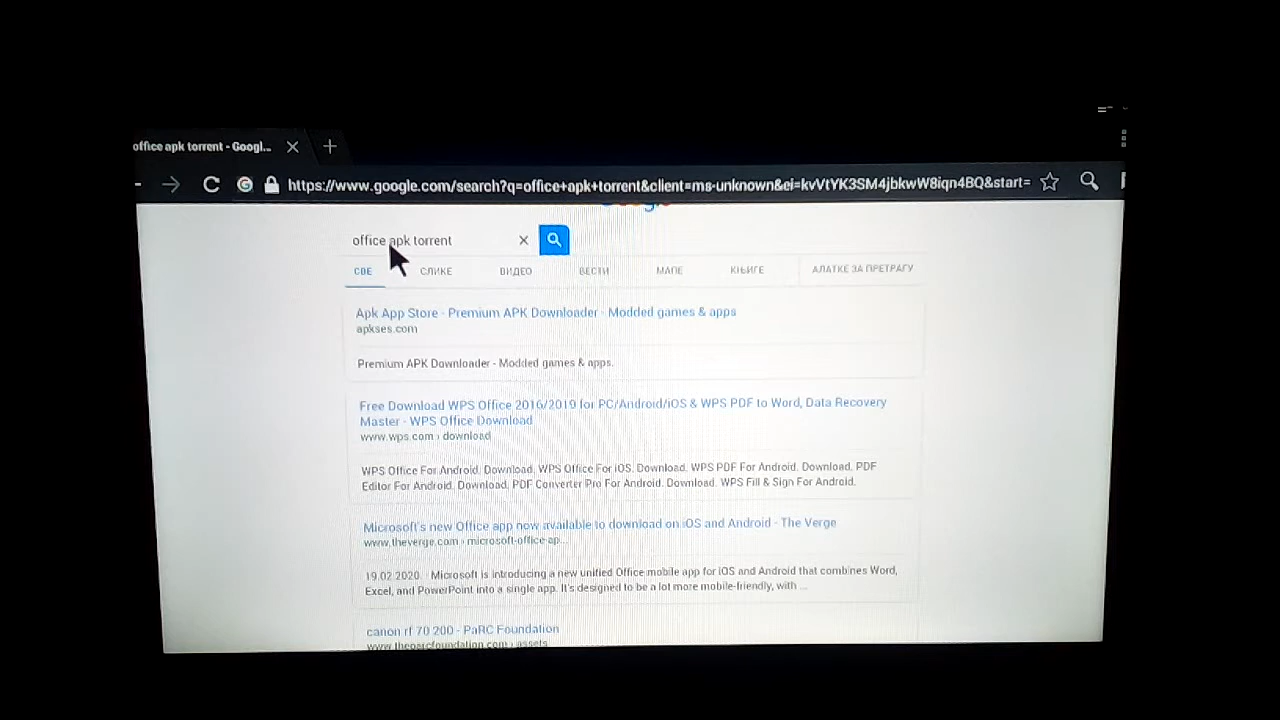 office apk torrent - Googl...
https://www.google.com/search?q=office+apk+torrent&client=ms-unknown&ei=kvVtYK3SM4jbkwW8iqn4BQ&start=
office apk torrent
СВЕ СЛИКЕ ВИДЕО ВЕСТИ МАПЕ КЊИГЕ АЛАТКЕ ЗА ПРЕТРАГУ
Apk App Store - Premium APK Downloader - Modded games & apps
apkses.com
Premium APK Downloader - Modded games & apps.
Free Download WPS Office 2016/2019 for PC/Android/iOS & WPS PDF to Word, Data Recovery
Master - WPS Office Download
www.wps.com › download
WPS Office For Android. Download. WPS Office For iOS. Download. WPS PDF For Android. Download. PDF
Editor For Android. Download. PDF Converter Pro For Android. Download. WPS Fill & Sign For Android.
Microsoft's new Office app now available to download on iOS and Android - The Verge
www.theverge.com › microsoft-office-ap...
19.02.2020. · Microsoft is introducing a new unified Office mobile app for iOS and Android that combines Word,
Excel, and PowerPoint into a single app. It's designed to be a lot more mobile-friendly, with ...
canon rf 70 200 - PaRC Foundation
www.theparcfoundation.com › assets